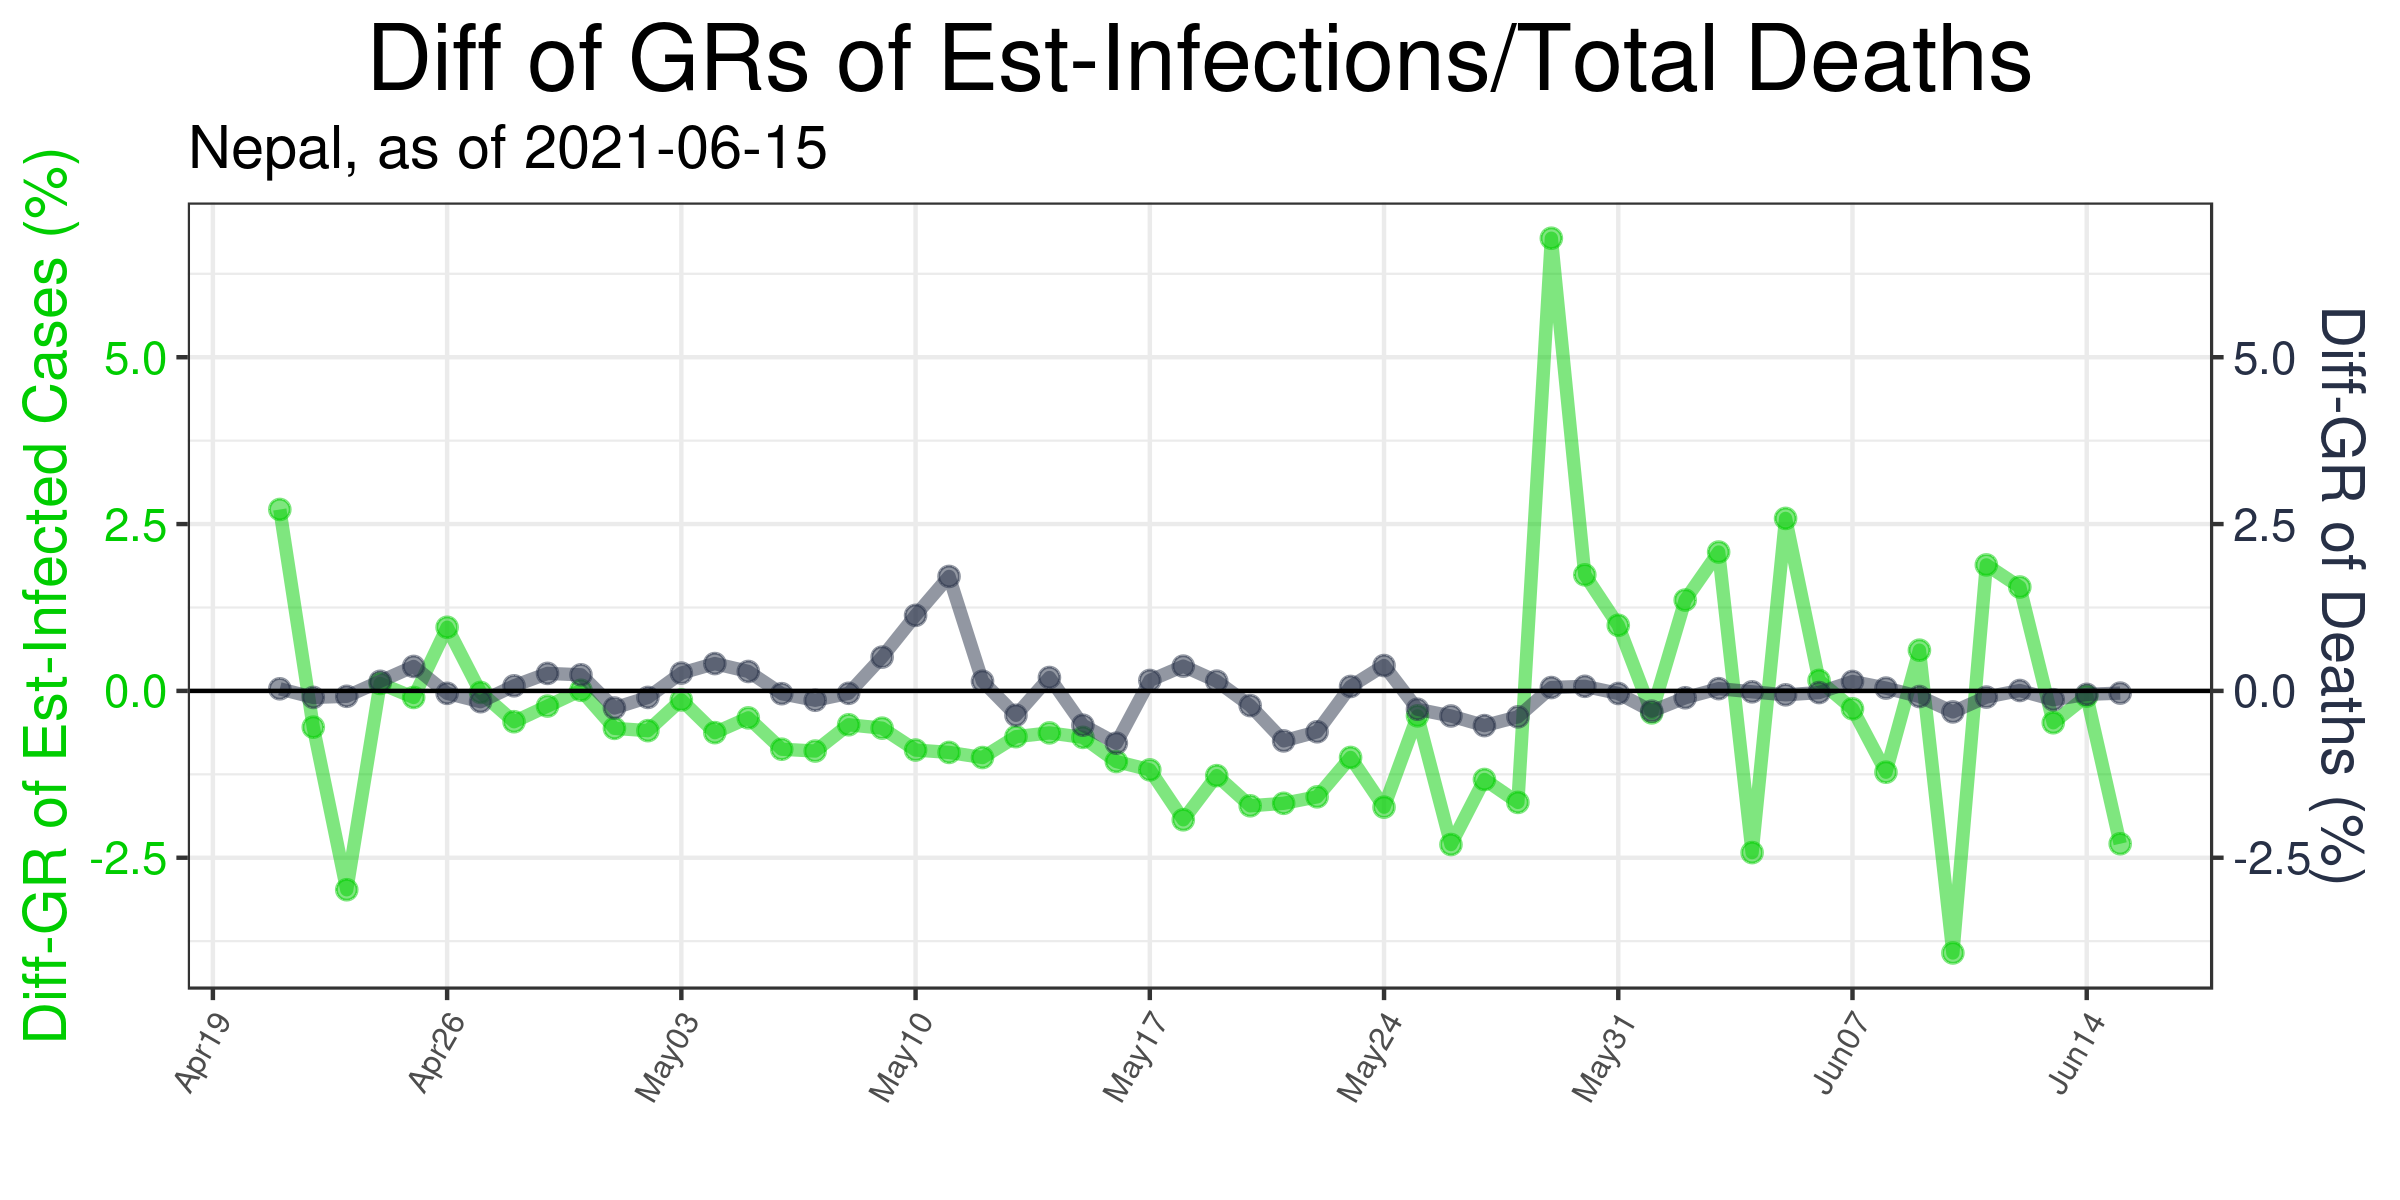 Diff of GRs of Est-Infections/Total Deaths
Nepal, as of 2021-06-15
Diff-GR of Est-Infected Cases (%)
5.0
2.5
0.0
-2.5
5.0
2.5
0.0
-2.5
Diff-GR of Deaths (%)
Apr19
Apr26
May03
May10
May17
May24
May31
Jun07
Jun14